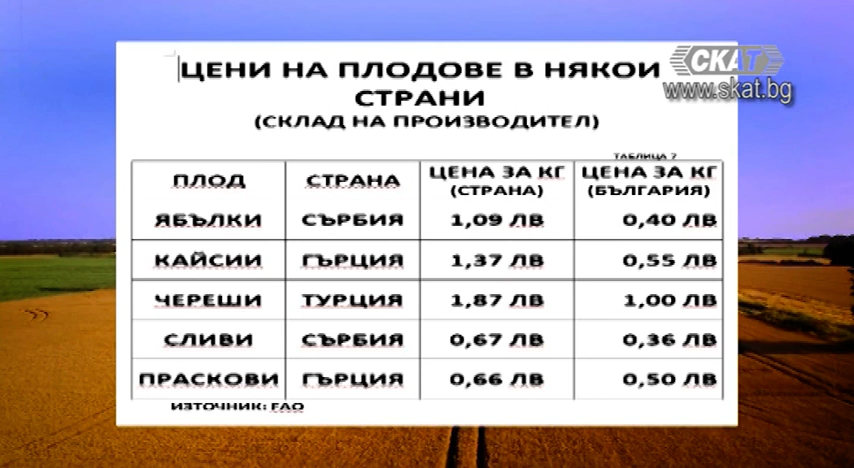 ЦЕНИ НА ПЛОДОВЕ В НЯКОИ
СТРАНИ
(СКЛАД НА ПРОИЗВОДИТЕЛ)
СКАТ
www.skat.bg
ТАБЛИЦА 7
ПЛОД СТРАНА ЦЕНА ЗА КГ (СТРАНА) ЦЕНА ЗА КГ (БЪЛГАРИЯ)
ЯБЪЛКИ СЪРБИЯ 1,09 ЛВ 0,40 ЛВ
КАЙСИИ ГЪРЦИЯ 1,37 ЛВ 0,55 ЛВ
ЧЕРЕШИ ТУРЦИЯ 1,87 ЛВ 1,00 ЛВ
СЛИВИ СЪРБИЯ 0,67 ЛВ 0,36 ЛВ
ПРАСКОВИ ГЪРЦИЯ 0,66 ЛВ 0,50 ЛВ
ИЗТОЧНИК: FAO